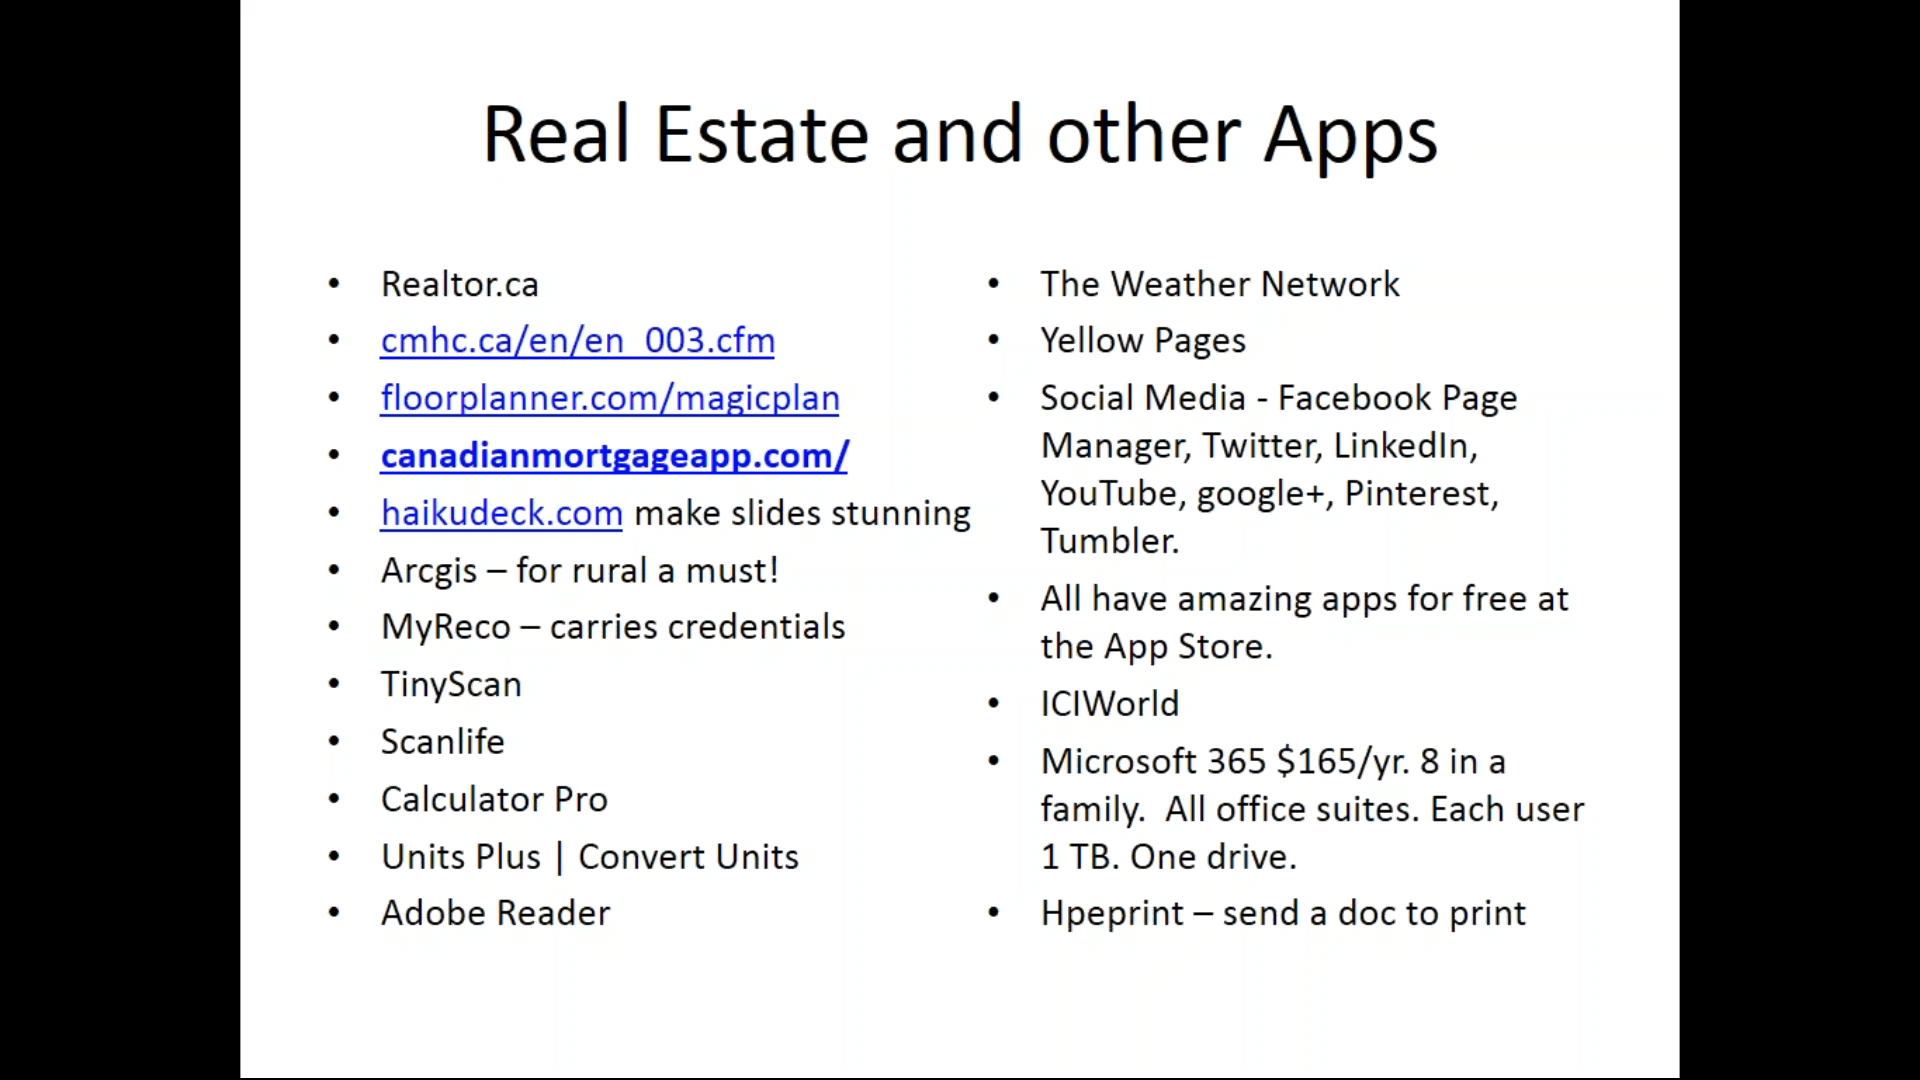 Real Estate and other Apps
• Realtor.ca
• cmhc.ca/en/en_003.cfm
• floorplanner.com/magicplan
• canadianmortgageapp.com/
• haikudeck.com make slides stunning
• Arcgis – for rural a must!
• MyReco – carries credentials
• TinyScan
• Scanlife
• Calculator Pro
• Units Plus | Convert Units
• Adobe Reader
• The Weather Network
• Yellow Pages
• Social Media - Facebook Page
Manager, Twitter, LinkedIn,
YouTube, google+, Pinterest,
Tumbler.
• All have amazing apps for free at
the App Store.
• ICIWorld
• Microsoft 365 $165/yr. 8 in a
family.  All office suites. Each user
1 TB. One drive.
• Hpeprint – send a doc to print